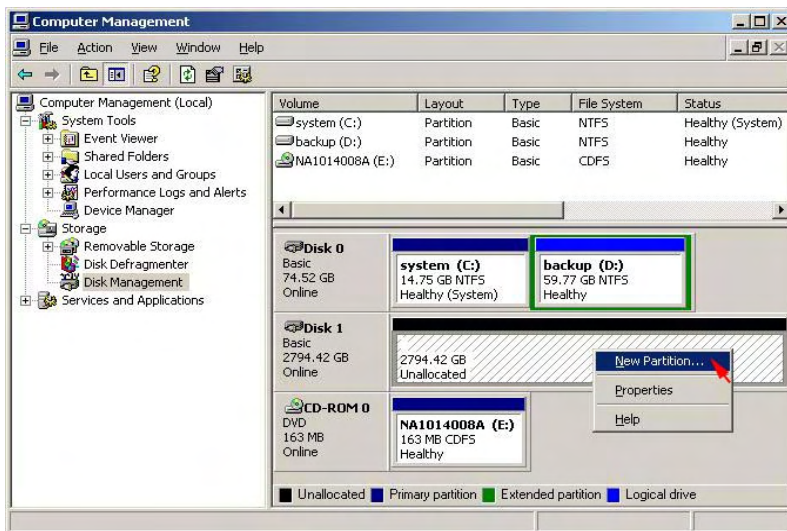 Computer Management
File Action View Window Help
Computer Management (Local)
System Tools
Event Viewer
Shared Folders
Local Users and Groups
Performance Logs and Alerts
Device Manager
Storage
Removable Storage
Disk Defragmenter
Disk Management
Services and Applications
Volume Layout Type File System Status
system (C:) Partition Basic NTFS Healthy (System)
backup (D:) Partition Basic NTFS Healthy
NA1014008A (E:) Partition Basic CDFS Healthy
Disk 0
Basic
74.52 GB
Online
system (C:)
14.75 GB NTFS
Healthy (System)
backup (D:)
59.77 GB NTFS
Healthy
Disk 1
Basic
2794.42 GB
Online
2794.42 GB
Unallocated
New Partition...
Properties
Help
CD-ROM 0
DVD
163 MB
Online
NA1014008A (E:)
163 MB CDFS
Healthy
Unallocated Primary partition Extended partition Logical drive